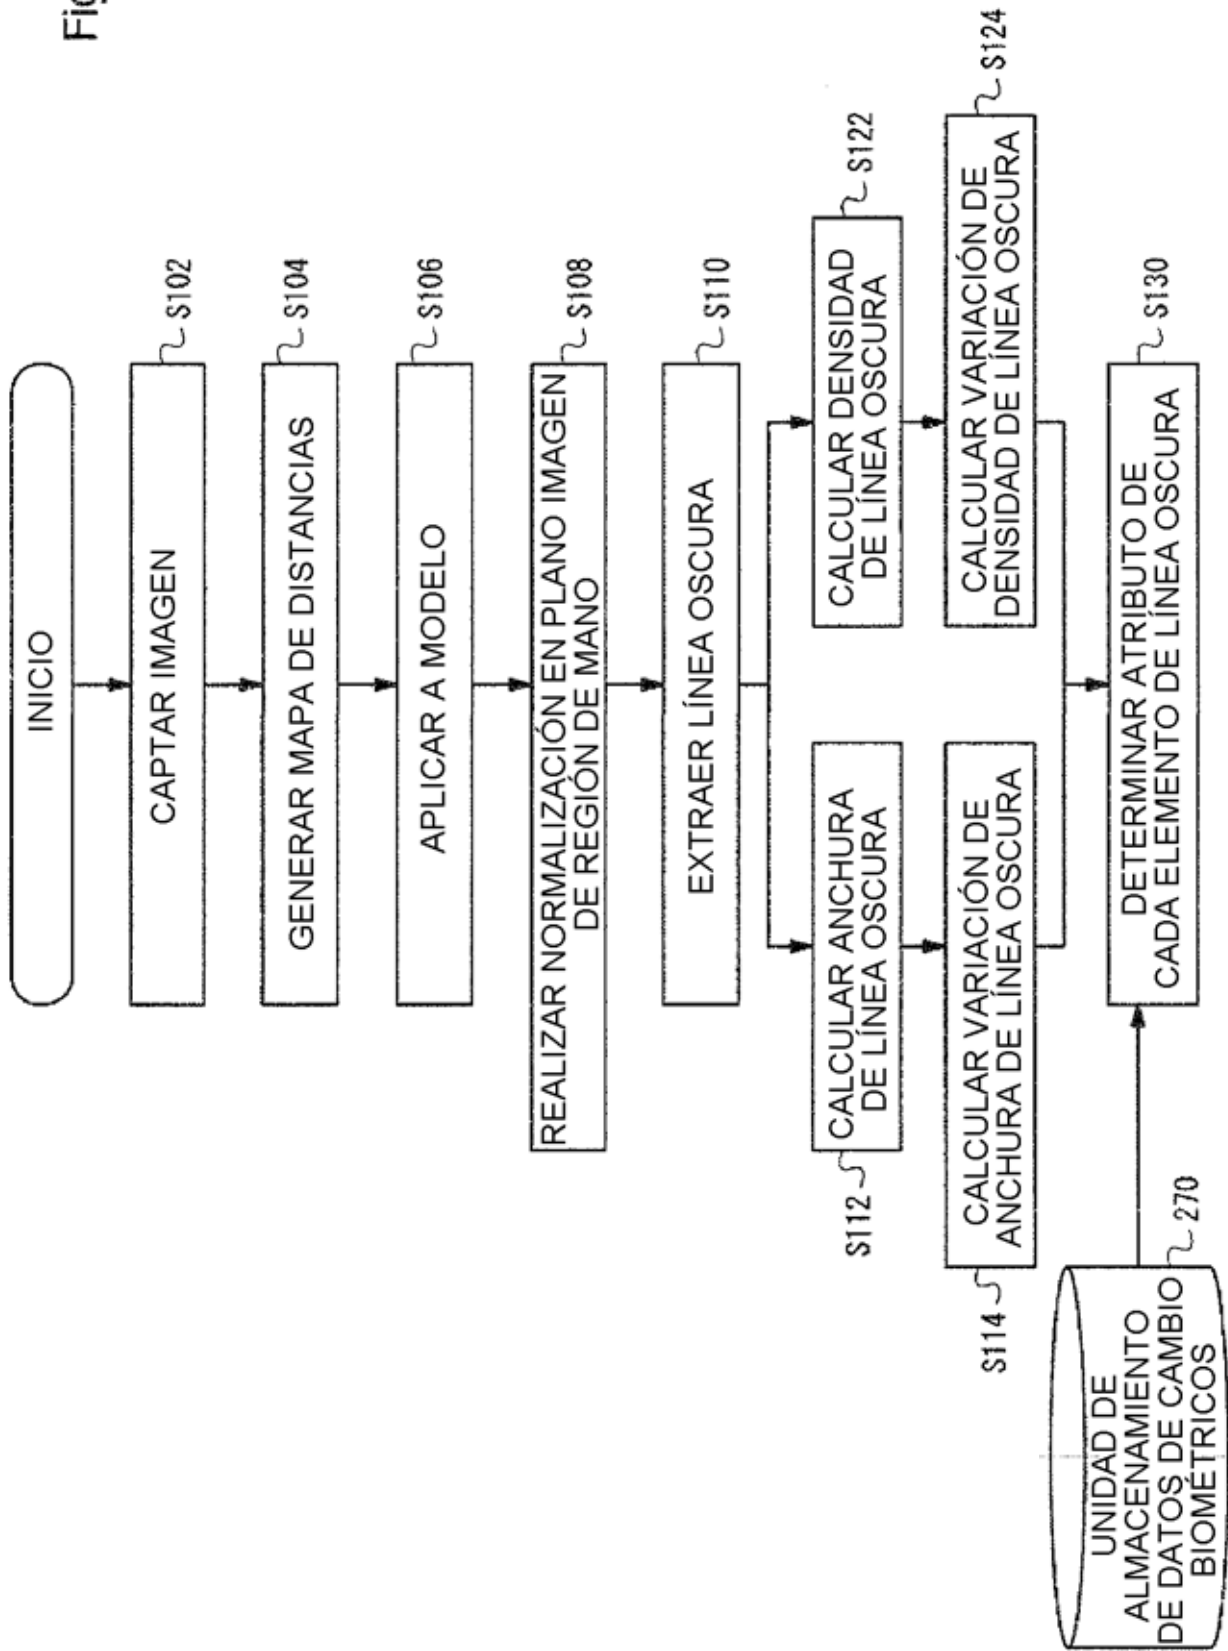 Fig
INICIO
CAPTAR IMAGEN
S102
GENERAR MAPA DE DISTANCIAS
S104
APLICAR A MODELO
S106
REALIZAR NORMALIZACIÓN EN PLANO IMAGEN
DE REGIÓN DE MANO
S108
EXTRAER LÍNEA OSCURA
S110
S112
CALCULAR ANCHURA
DE LÍNEA OSCURA
CALCULAR DENSIDAD
DE LÍNEA OSCURA
S122
S114
CALCULAR VARIACIÓN DE
ANCHURA DE LÍNEA OSCURA
CALCULAR VARIACIÓN DE
DENSIDAD DE LÍNEA OSCURA
S124
UNIDAD DE
ALMACENAMIENTO
DE DATOS DE CAMBIO
BIOMÉTRICOS
270
DETERMINAR ATRIBUTO DE
CADA ELEMENTO DE LÍNEA OSCURA
S130